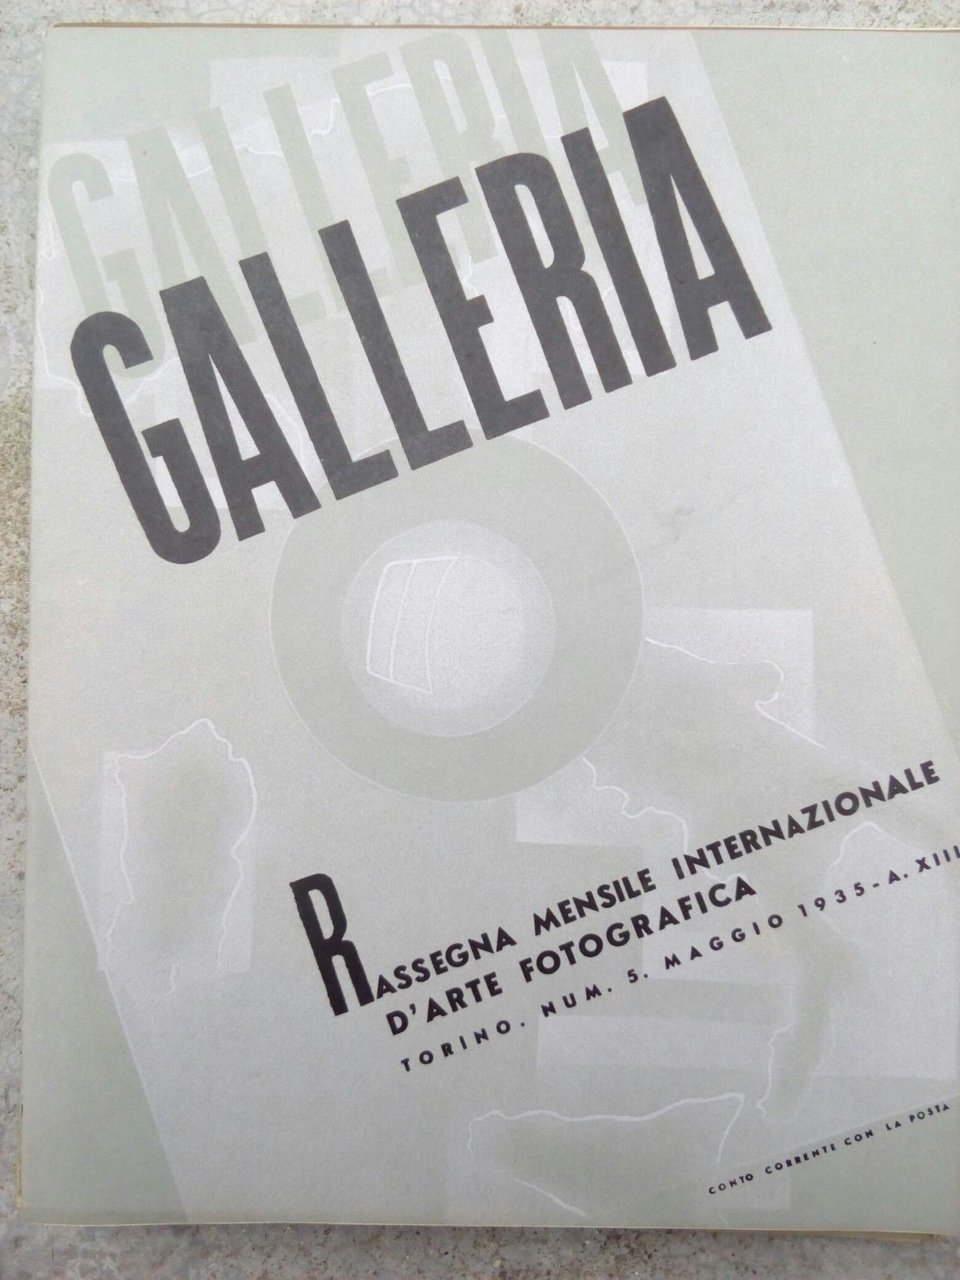 GALLERIA
GALLERIA
RASSEGNA MENSILE INTERNAZIONALE
D'ARTE FOTOGRAFICA
TORINO. NUM. 5. MAGGIO 1935-A. XIII
CONTO CORRENTE CON LA POSTA